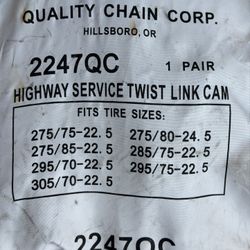 QUALITY CHAIN CORP.
HILLSBORO, OR
2247QC 1 PAIR
HIGHWAY SERVICE TWIST LINK CAM
FITS TIRE SIZES:
275/75-22.5 275/80-24.5
275/85-22.5 285/75-22.5
295/70-22.5 295/75-22.5
305/70-22.5
2247QC